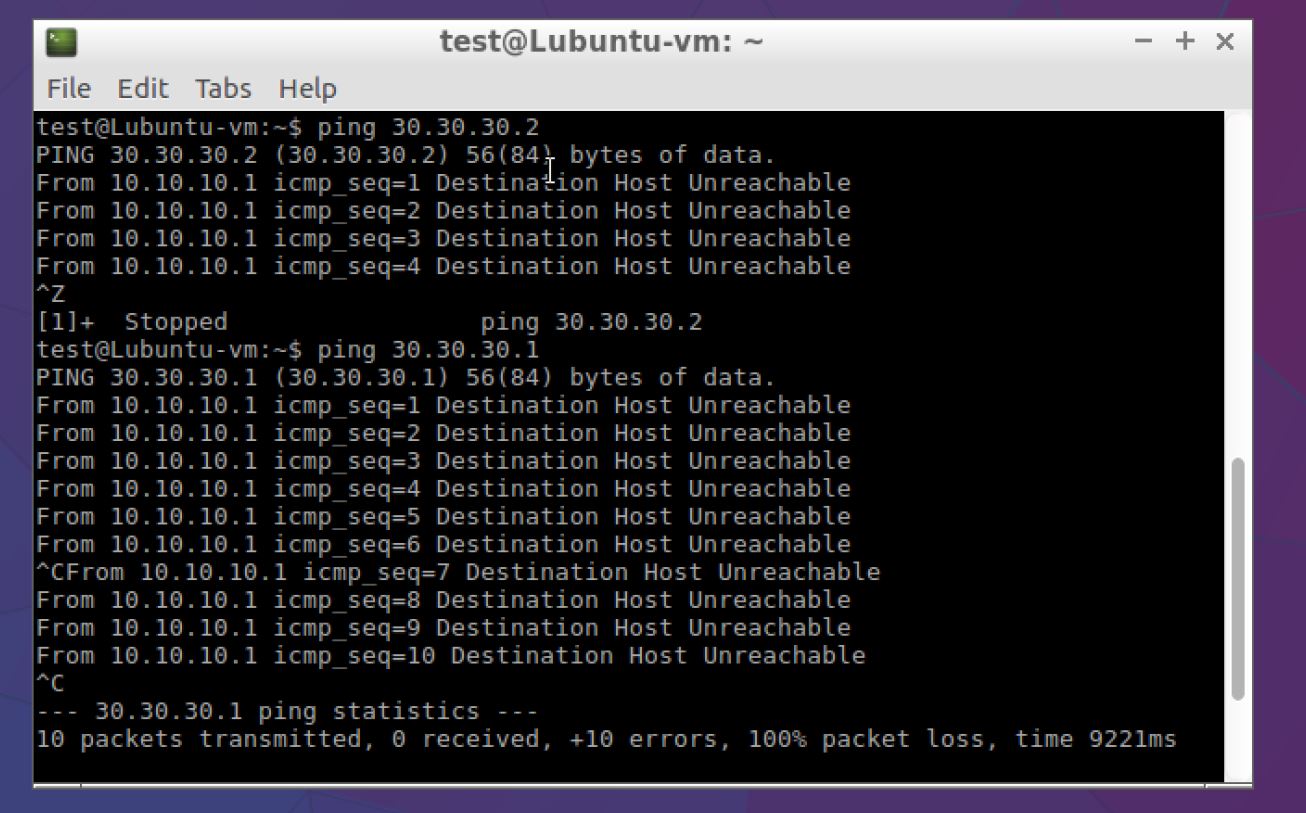 test@Lubuntu-vm: ~
File Edit Tabs Help
test@Lubuntu-vm:~$ ping 30.30.30.2
PING 30.30.30.2 (30.30.30.2) 56(84) bytes of data.
From 10.10.10.1 icmp_seq=1 Destination Host Unreachable
From 10.10.10.1 icmp_seq=2 Destination Host Unreachable
From 10.10.10.1 icmp_seq=3 Destination Host Unreachable
From 10.10.10.1 icmp_seq=4 Destination Host Unreachable
^Z
[1]+  Stopped                 ping 30.30.30.2
test@Lubuntu-vm:~$ ping 30.30.30.1
PING 30.30.30.1 (30.30.30.1) 56(84) bytes of data.
From 10.10.10.1 icmp_seq=1 Destination Host Unreachable
From 10.10.10.1 icmp_seq=2 Destination Host Unreachable
From 10.10.10.1 icmp_seq=3 Destination Host Unreachable
From 10.10.10.1 icmp_seq=4 Destination Host Unreachable
From 10.10.10.1 icmp_seq=5 Destination Host Unreachable
From 10.10.10.1 icmp_seq=6 Destination Host Unreachable
^CFrom 10.10.10.1 icmp_seq=7 Destination Host Unreachable
From 10.10.10.1 icmp_seq=8 Destination Host Unreachable
From 10.10.10.1 icmp_seq=9 Destination Host Unreachable
From 10.10.10.1 icmp_seq=10 Destination Host Unreachable
^C
--- 30.30.30.1 ping statistics ---
10 packets transmitted, 0 received, +10 errors, 100% packet loss, time 9221ms